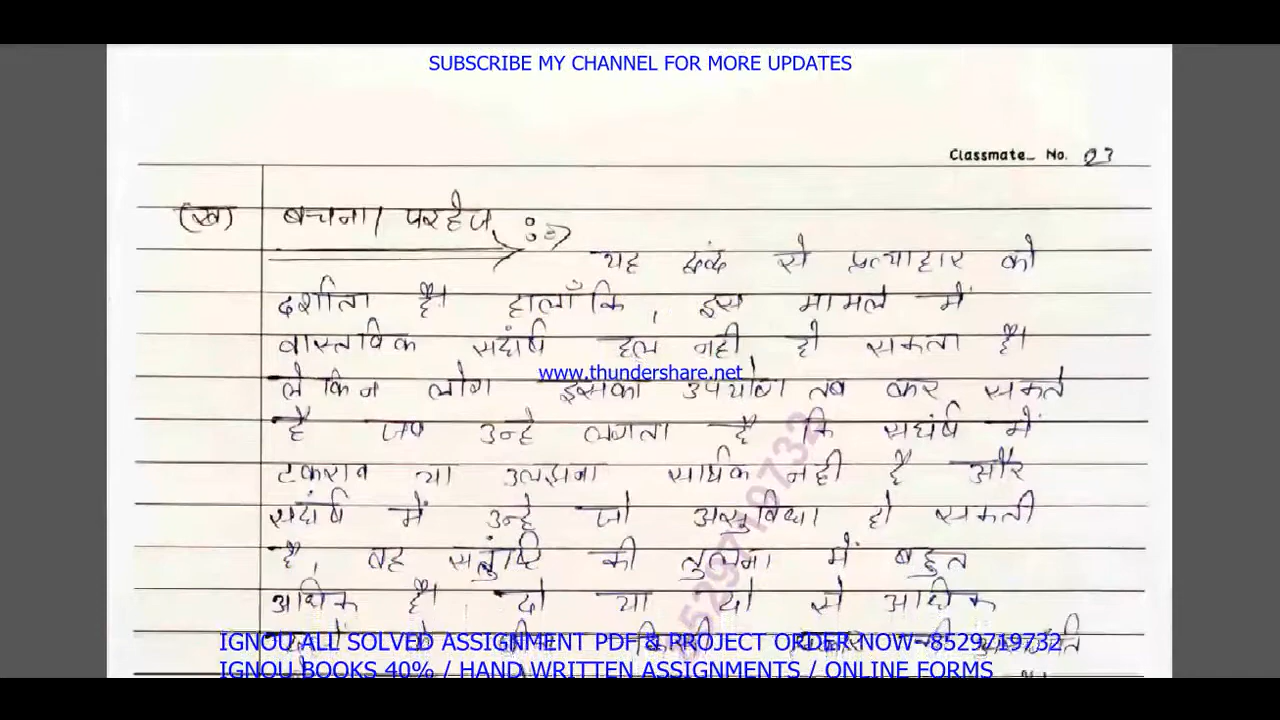 SUBSCRIBE MY CHANNEL FOR MORE UPDATES
Classmate No. 03
(ख) बचना / परहेज :=>
यह द्वंद्व से प्रत्याहार को
दर्शाता है। हालाँकि, इस मामले में
वास्तविक संघर्ष हल नही हो सकता है।
www.thundershare.net
लेकिन लोग इसका उपयोग तब कर सकते
है जब उन्हे लगता है कि संघर्ष में
टकराव या उलझना सार्थक नही है और
संघर्ष में उन्हे जो असुविधा हो सकती
है, वह संतुष्टि की तुलना में बहुत
अधिक है। दो या दो से अधिक
8529719732
IGNOU ALL SOLVED ASSIGNMENT PDF & PROJECT ORDER NOW-8529719732
IGNOU BOOKS 40% / HAND WRITTEN ASSIGNMENTS / ONLINE FORMS